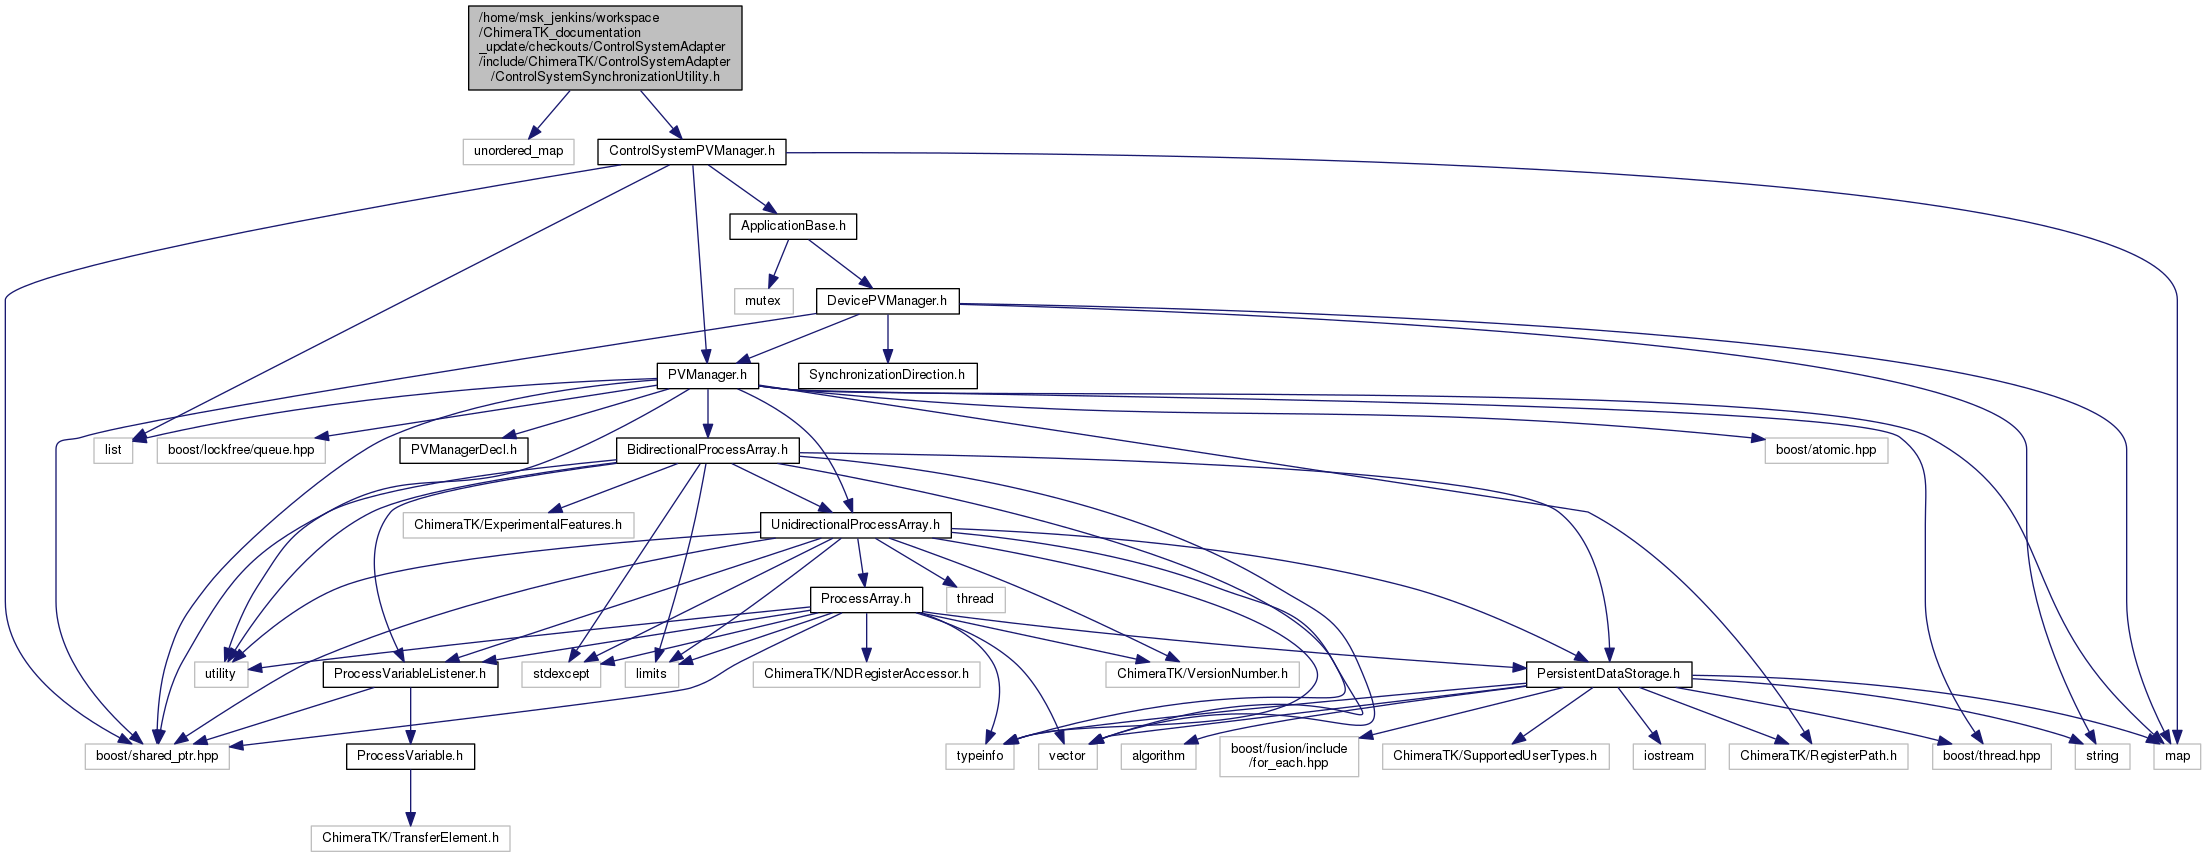 /home/msk_jenkins/workspace
/ChimeraTK_documentation
_update/checkouts/ControlSystemAdapter
/include/ChimeraTK/ControlSystemAdapter
/ControlSystemSynchronizationUtility.h
unordered_map
ControlSystemPVManager.h
ApplicationBase.h
mutex
DevicePVManager.h
PVManager.h
SynchronizationDirection.h
list
boost/lockfree/queue.hpp
PVManagerDecl.h
BidirectionalProcessArray.h
boost/atomic.hpp
ChimeraTK/ExperimentalFeatures.h
UnidirectionalProcessArray.h
ProcessArray.h
thread
utility
ProcessVariableListener.h
stdexcept
limits
ChimeraTK/NDRegisterAccessor.h
ChimeraTK/VersionNumber.h
PersistentDataStorage.h
boost/shared_ptr.hpp
ProcessVariable.h
typeinfo
vector
algorithm
boost/fusion/include
/for_each.hpp
ChimeraTK/SupportedUserTypes.h
iostream
ChimeraTK/RegisterPath.h
boost/thread.hpp
string
map
ChimeraTK/TransferElement.h